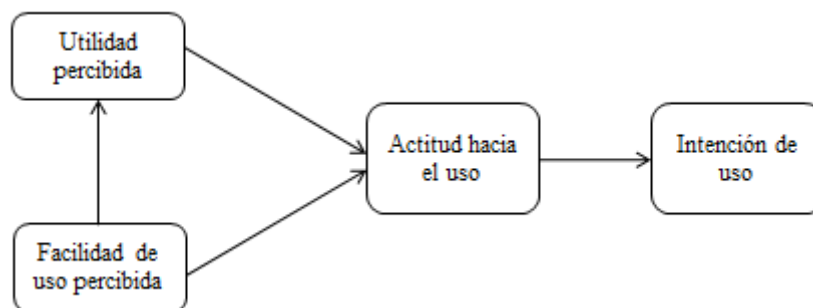 Utilidad
percibida
Actitud hacia
el uso
Intención de
uso
Facilidad de
uso percibida